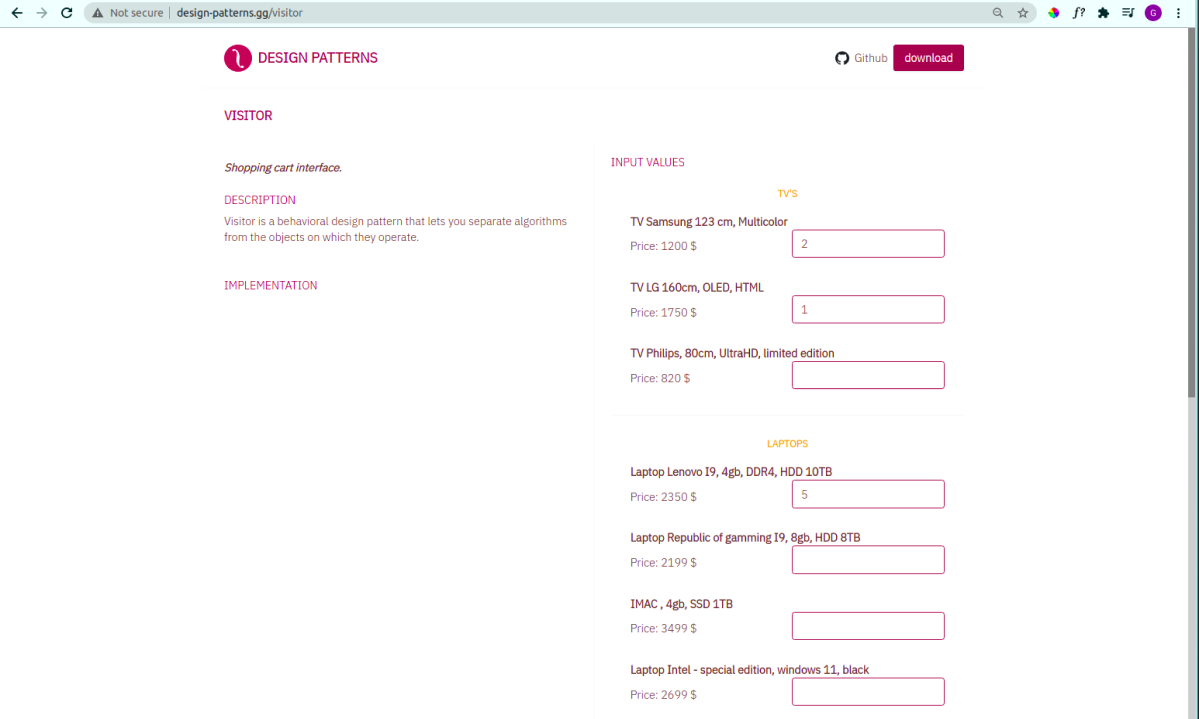 Not secure | design-patterns.gg/visitor
f?
G
DESIGN PATTERNS
Github
download
VISITOR
Shopping cart interface.
DESCRIPTION
Visitor is a behavioral design pattern that lets you separate algorithms
from the objects on which they operate.
IMPLEMENTATION
INPUT VALUES
TV'S
TV Samsung 123 cm, Multicolor
Price: 1200 $
2
TV LG 160cm, OLED, HTML
Price: 1750 $
1
TV Philips, 80cm, UltraHD, limited edition
Price: 820 $
LAPTOPS
Laptop Lenovo I9, 4gb, DDR4, HDD 10TB
Price: 2350 $
5
Laptop Republic of gamming I9, 8gb, HDD 8TB
Price: 2199 $
IMAC , 4gb, SSD 1TB
Price: 3499 $
Laptop Intel - special edition, windows 11, black
Price: 2699 $